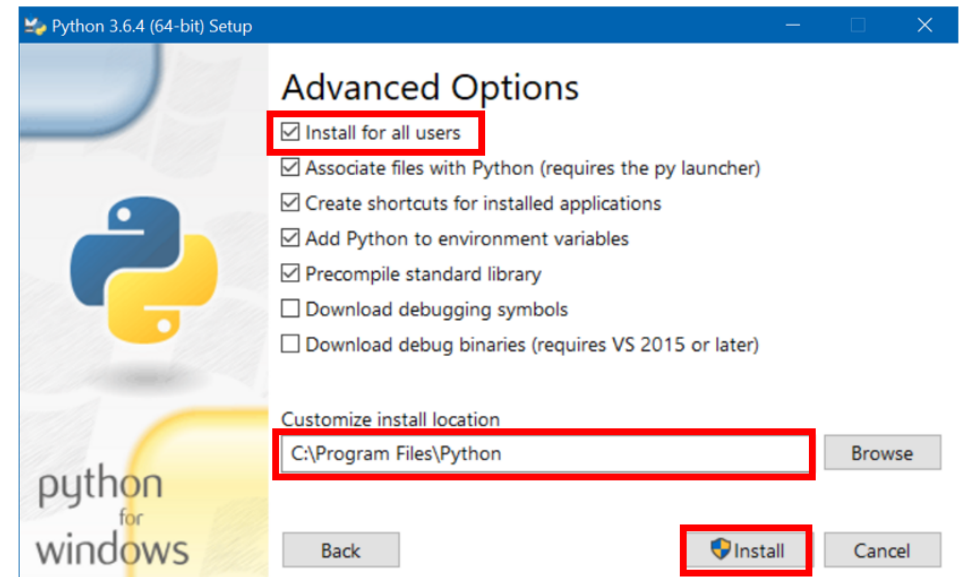 Python 3.6.4 (64-bit) Setup
Advanced Options
Install for all users
Associate files with Python (requires the py launcher)
Create shortcuts for installed applications
Add Python to environment variables
Precompile standard library
Download debugging symbols
Download debug binaries (requires VS 2015 or later)
Customize install location
C:\Program Files\Python
Browse
python
for
windows
Back
Install
Cancel